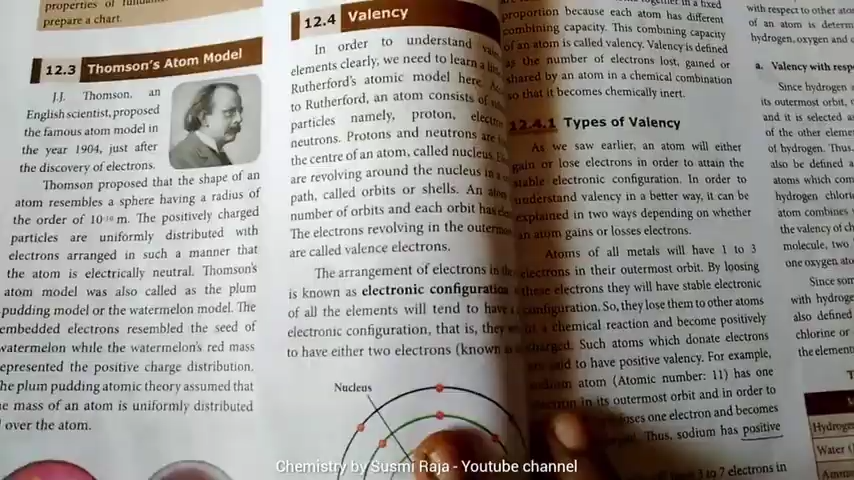 properties of
prepare a chart.
12.3 Thomson's Atom Model
J.J. Thomson, an
English scientist, proposed
the famous atom model in
the year 1904, just after
the discovery of electrons.
Thomson proposed that the shape of an
atom resembles a sphere having a radius of
the order of 10⁻¹⁰ m. The positively charged
particles are uniformly distributed with
electrons arranged in such a manner that
the atom is electrically neutral. Thomson's
atom model was also called as the plum
pudding model or the watermelon model. The
embedded electrons resembled the seed of
watermelon while the watermelon's red mass
represented the positive charge distribution.
The plum pudding atomic theory assumed that
mass of an atom is uniformly distributed
over the atom.
12.4 Valency
In order to understand
elements clearly, we need to learn a
Rutherford's atomic model here.
to Rutherford, an atom consists of
particles namely, proton,
neutrons. Protons and neutrons are
the centre of an atom, called nucleus.
are revolving around the nucleus in a
path, called orbits or shells. An
number of orbits and each orbit has
The electrons revolving in the
are called valence electrons.
The arrangement of electrons in
is known as electronic configuration
of all the elements will tend to have
electronic configuration, that is, they
to have either two electrons (known
Nucleus
together in a fixed
proportion because each atom has different
combining capacity. This combining capacity
of an atom is called valency. Valency is defined
as the number of electrons lost, gained or
shared by an atom in a chemical combination
so that it becomes chemically inert.
12.4.1 Types of Valency
As we saw earlier, an atom will either
gain or lose electrons in order to attain the
stable electronic configuration. In order to
understand valency in a better way, it can be
explained in two ways depending on whether
an atom gains or losses electrons.
Atoms of all metals will have 1 to 3
electrons in their outermost orbit. By loosing
these electrons they will have stable electronic
configuration. So, they lose them to other atoms
a chemical reaction and become positively
charged. Such atoms which donate electrons
said to have positive valency. For example,
atom (Atomic number: 11) has one
in its outermost orbit and in order to
one electron and becomes
Thus, sodium has positive
3 to 7 electrons in
with respect to other
of an atom is
hydrogen, oxygen and
a. Valency with
Since hydrogen
its outermost orbit,
and it is selected
of the other
of hydrogen. Thus,
also be defined
atoms which
hydrogen
atom combines
the valency of
molecule, two
one oxygen
Since
with
also defined
chlorine or
the
Water
Chemistry by Susmi Raja - Youtube channel